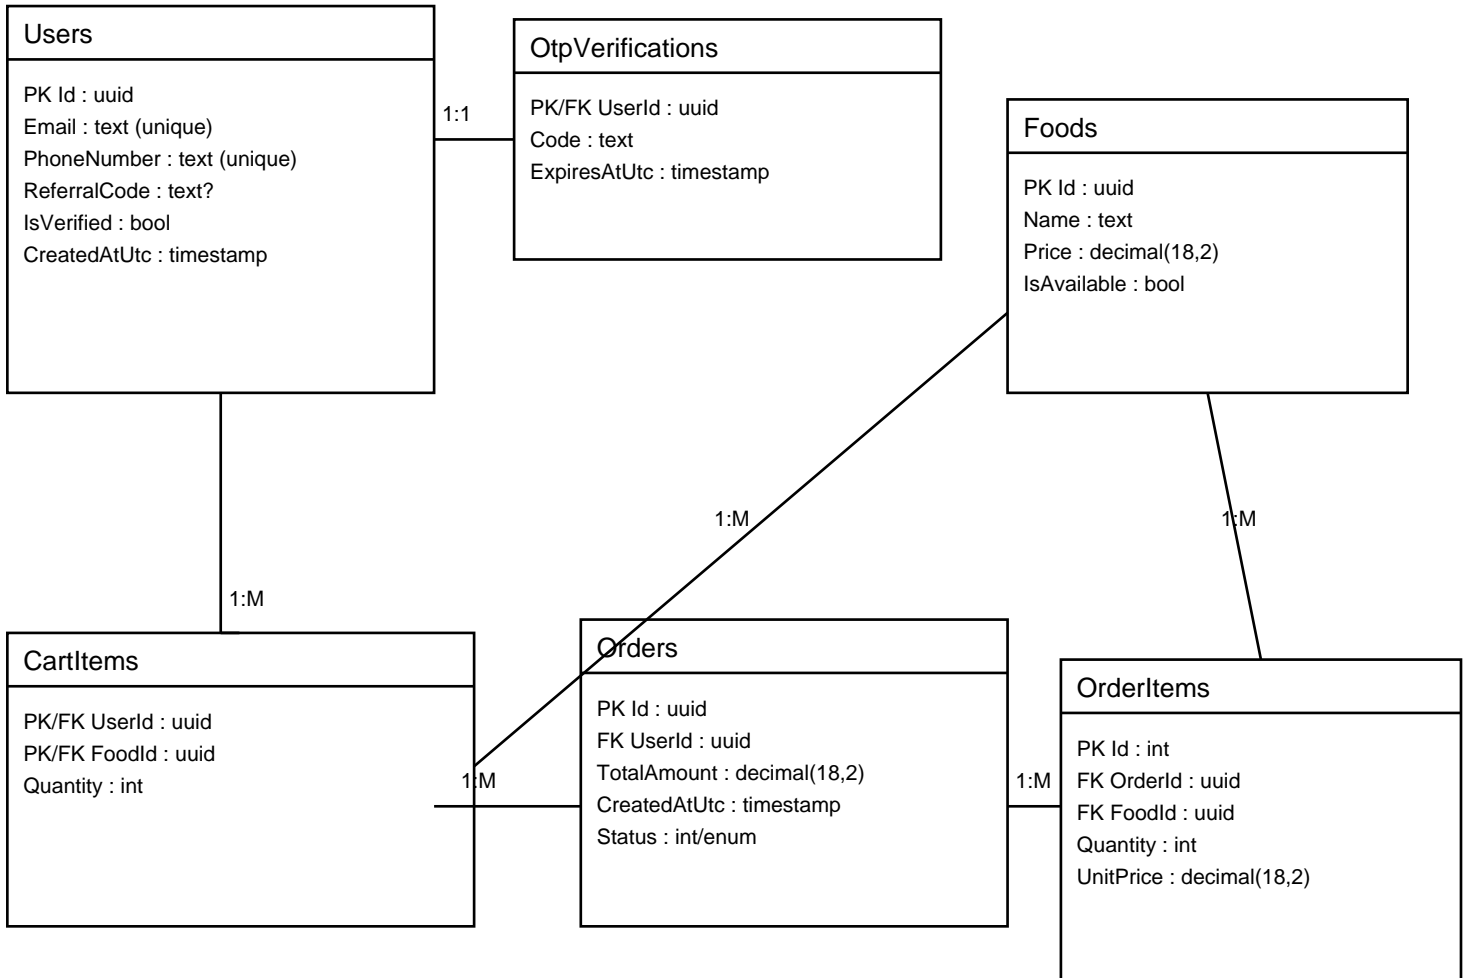 Users
PK Id : uuid
Email : text (unique)
PhoneNumber : text (unique)
ReferralCode : text?
IsVerified : bool
CreatedAtUtc : timestamp
1:1
OtpVerifications
PK/FK UserId : uuid
Code : text
ExpiresAtUtc : timestamp
Foods
PK Id : uuid
Name : text
Price : decimal(18,2)
IsAvailable : bool
1:M
1:M
1:M
CartItems
PK/FK UserId : uuid
PK/FK FoodId : uuid
Quantity : int
1:M
Orders
PK Id : uuid
FK UserId : uuid
TotalAmount : decimal(18,2)
CreatedAtUtc : timestamp
Status : int/enum
1:M
OrderItems
PK Id : int
FK OrderId : uuid
FK FoodId : uuid
Quantity : int
UnitPrice : decimal(18,2)